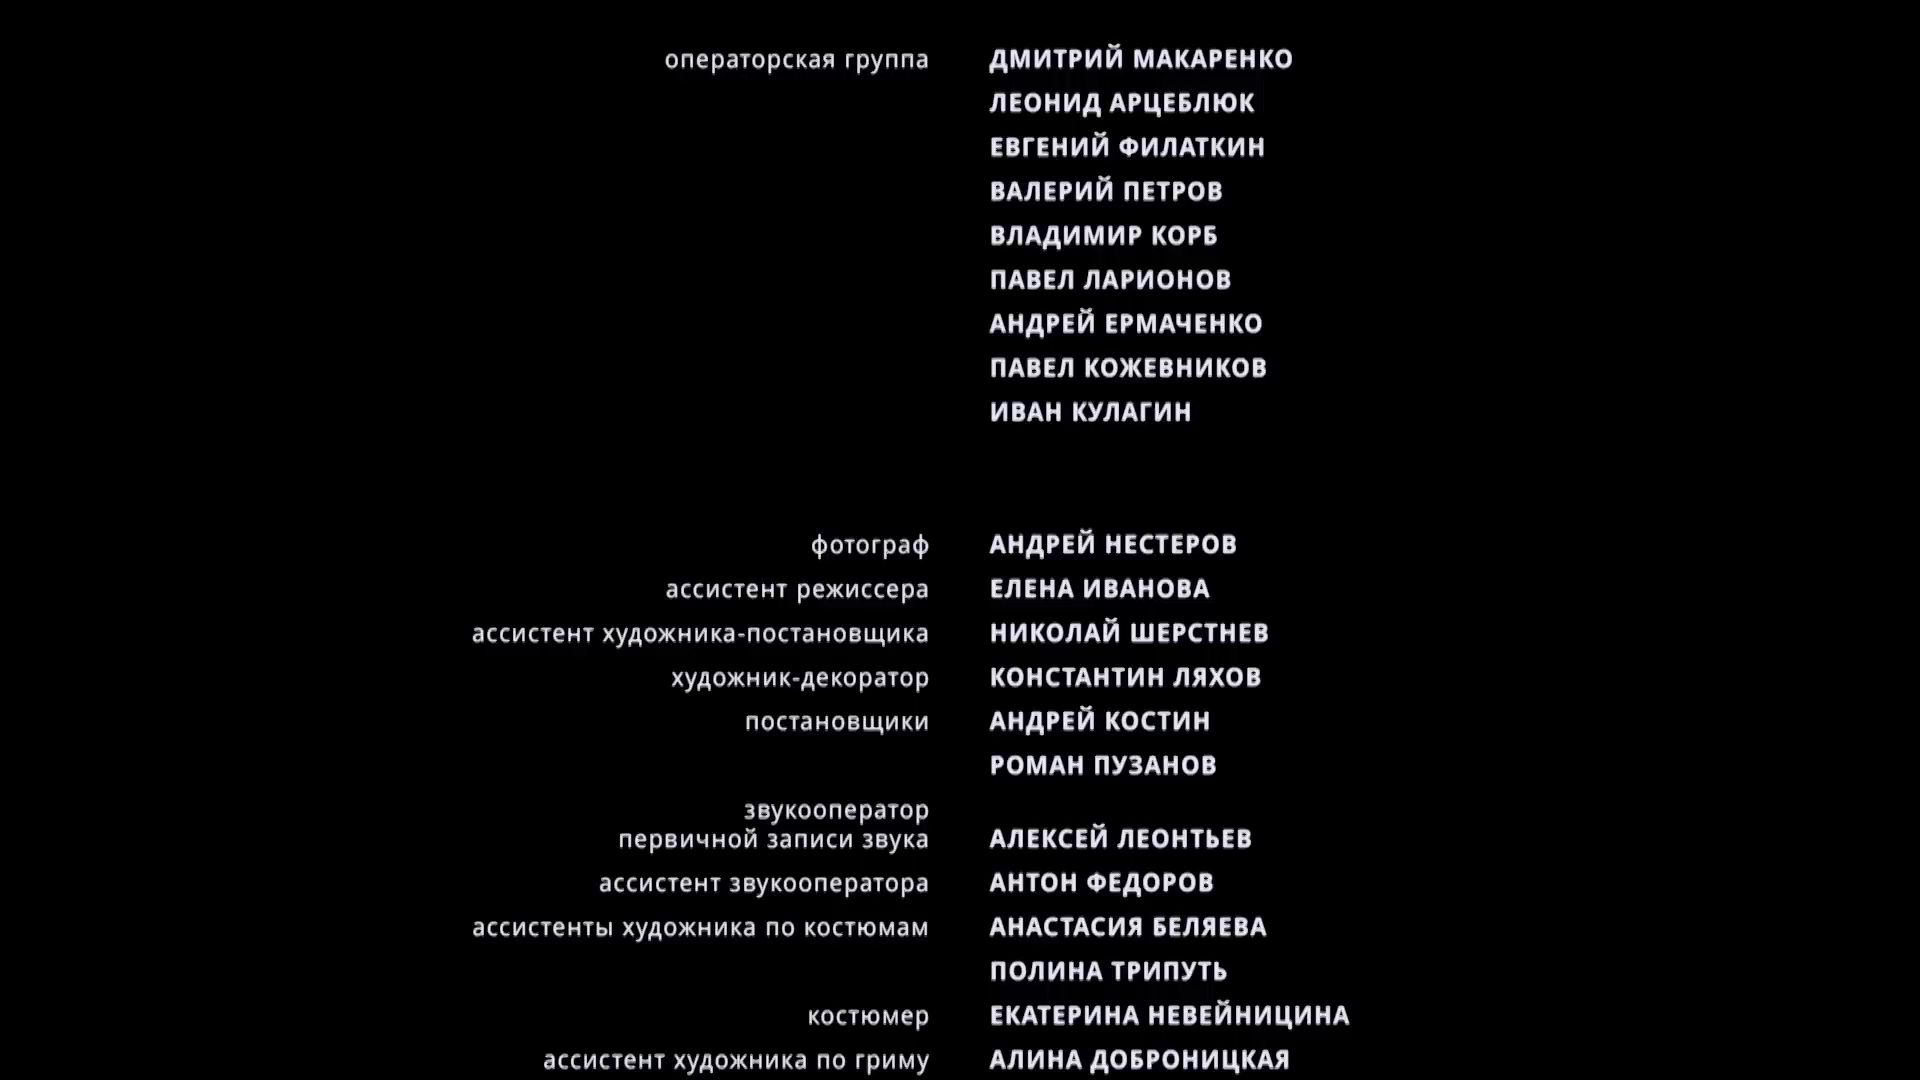 операторская группа ДМИТРИЙ МАКАРЕНКО
ЛЕОНИД АРЦЕБЛЮК
ЕВГЕНИЙ ФИЛАТКИН
ВАЛЕРИЙ ПЕТРОВ
ВЛАДИМИР КОРБ
ПАВЕЛ ЛАРИОНОВ
АНДРЕЙ ЕРМАЧЕНКО
ПАВЕЛ КОЖЕВНИКОВ
ИВАН КУЛАГИН
фотограф АНДРЕЙ НЕСТЕРОВ
ассистент режиссера ЕЛЕНА ИВАНОВА
ассистент художника-постановщика НИКОЛАЙ ШЕРСТНЕВ
художник-декоратор КОНСТАНТИН ЛЯХОВ
постановщики АНДРЕЙ КОСТИН
РОМАН ПУЗАНОВ
звукооператор
первичной записи звука АЛЕКСЕЙ ЛЕОНТЬЕВ
ассистент звукооператора АНТОН ФЕДОРОВ
ассистенты художника по костюмам АНАСТАСИЯ БЕЛЯЕВА
ПОЛИНА ТРИПУТЬ
костюмер ЕКАТЕРИНА НЕВЕЙНИЦИНА
ассистент художника по гриму АЛИНА ДОБРОНИЦКАЯ